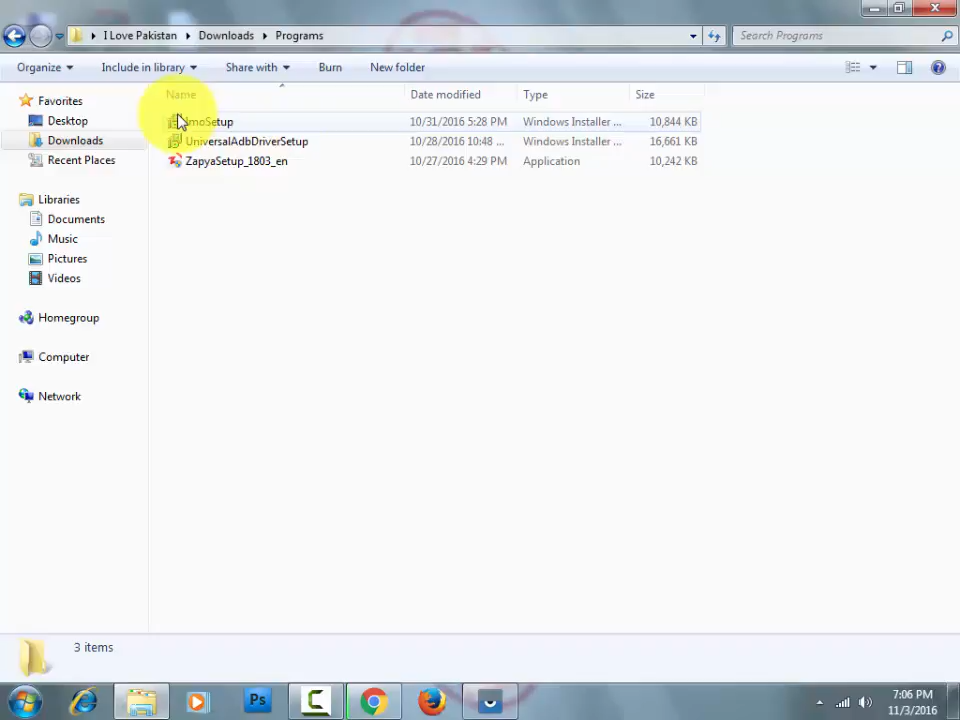 I Love Pakistan Downloads Programs Search Programs
Organize Include in library Share with Burn New folder
Name Date modified Type Size
Favorites
Desktop
Downloads
Recent Places
Libraries
Documents
Music
Pictures
Videos
Homegroup
Computer
Network
imoSetup 10/31/2016 5:28 PM Windows Installer ... 10,844 KB
UniversalAdbDriverSetup 10/28/2016 10:48 ... Windows Installer ... 16,661 KB
ZapyaSetup_1803_en 10/27/2016 4:29 PM Application 10,242 KB
3 items
Ps
7:06 PM
11/3/2016